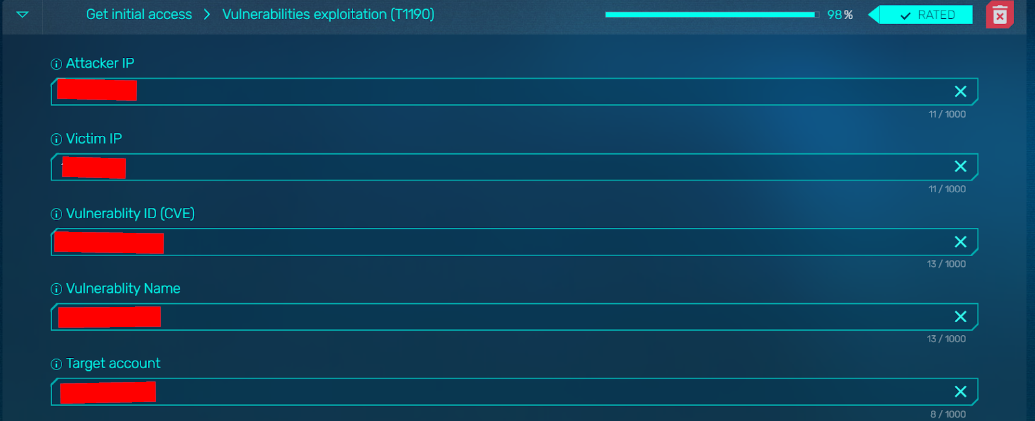 Get initial access > Vulnerabilities exploitation (T1190) 98% RATED
Attacker IP
11 / 1000
Victim IP
11 / 1000
Vulnerablity ID (CVE)
13 / 1000
Vulnerablity Name
13 / 1000
Target account
8 / 1000